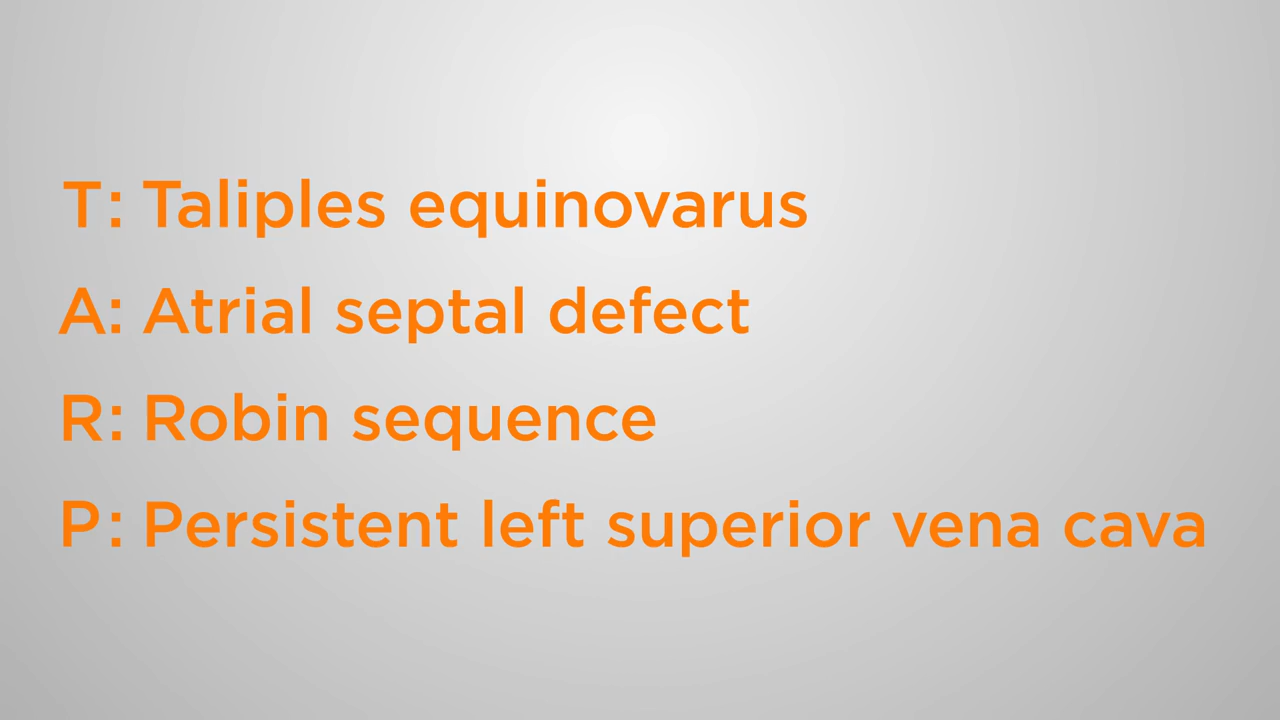 T: Taliples equinovarus
A: Atrial septal defect
R: Robin sequence
P: Persistent left superior vena cava